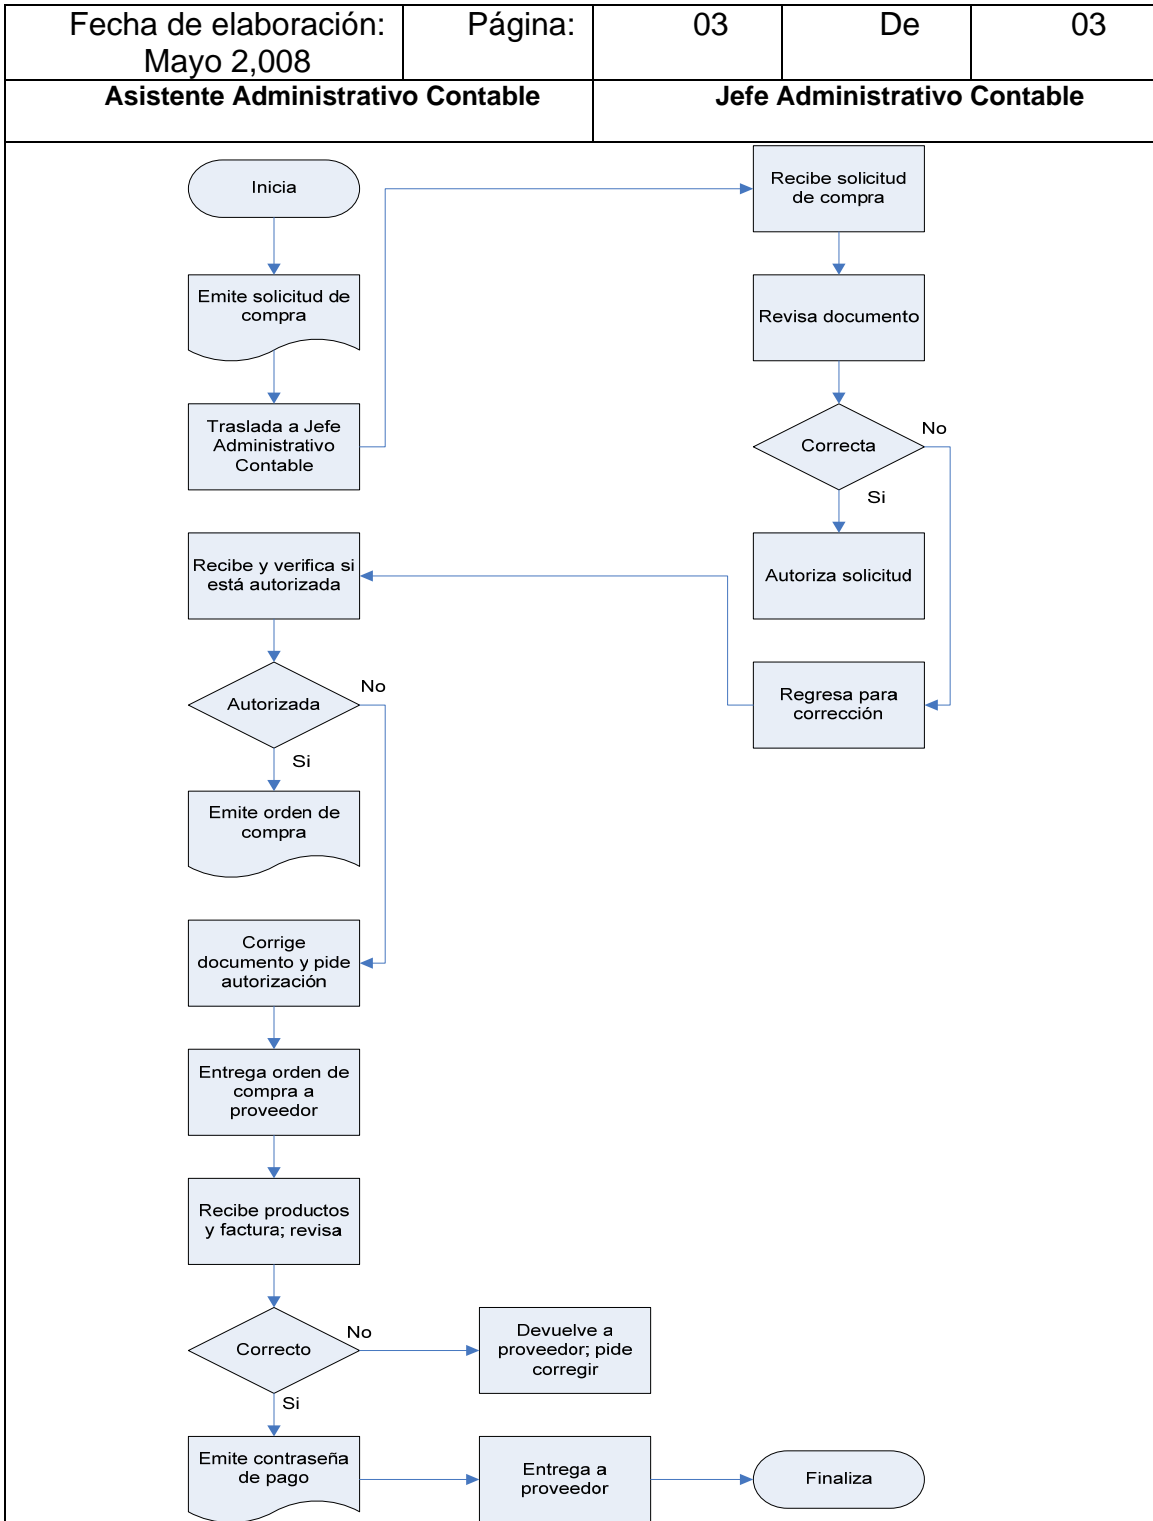 Fecha de elaboración:
Mayo 2,008
Página:
03
De
03
Asistente Administrativo Contable
Jefe Administrativo Contable
Inicia
Emite solicitud de
compra
Traslada a Jefe
Administrativo
Contable
Recibe solicitud
de compra
Revisa documento
Correcta
No
Si
Autoriza solicitud
Regresa para
corrección
Recibe y verifica si
está autorizada
Autorizada
No
Si
Emite orden de
compra
Corrige
documento y pide
autorización
Entrega orden de
compra a
proveedor
Recibe productos
y factura; revisa
Correcto
No
Devuelve a
proveedor; pide
corregir
Si
Emite contraseña
de pago
Entrega a
proveedor
Finaliza